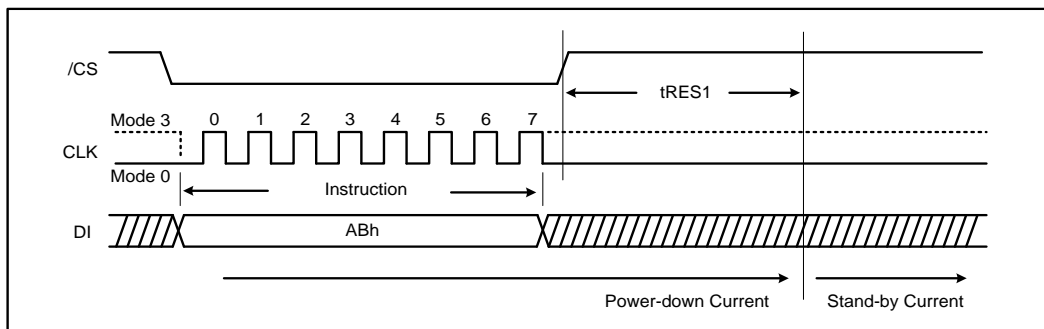 /CS
tRES1
Mode 3 0 1 2 3 4 5 6 7
CLK
Mode 0
Instruction
DI
ABh
Power-down Current Stand-by Current